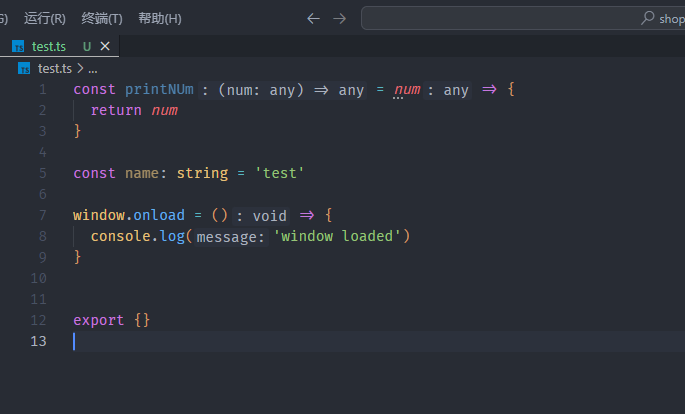 G) 运行(R) 终端(T) 帮助(H) ← → shop
TS test.ts U ×
TS test.ts > ...
1 const printNUm : (num: any) => any = num : any => {
2 return num
3 }
4
5 const name: string = 'test'
6
7 window.onload = () : void => {
8 console.log( message: 'window loaded')
9 }
10
11
12 export {}
13